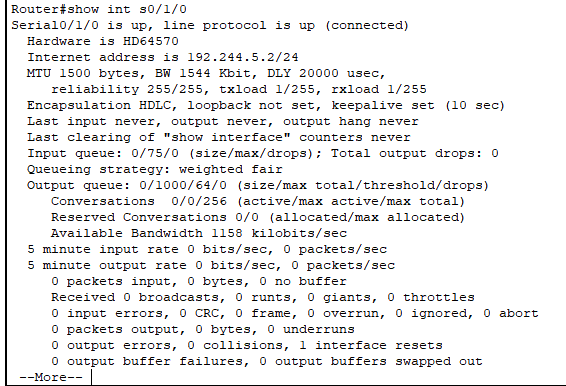 Router#show int s0/1/0
Serial0/1/0 is up, line protocol is up (connected)
Hardware is HD64570
Internet address is 192.244.5.2/24
MTU 1500 bytes, BW 1544 Kbit, DLY 20000 usec,
reliability 255/255, txload 1/255, rxload 1/255
Encapsulation HDLC, loopback not set, keepalive set (10 sec)
Last input never, output never, output hang never
Last clearing of "show interface" counters never
Input queue: 0/75/0 (size/max/drops); Total output drops: 0
Queueing strategy: weighted fair
Output queue: 0/1000/64/0 (size/max total/threshold/drops)
Conversations 0/0/256 (active/max active/max total)
Reserved Conversations 0/0 (allocated/max allocated)
Available Bandwidth 1158 kilobits/sec
5 minute input rate 0 bits/sec, 0 packets/sec
5 minute output rate 0 bits/sec, 0 packets/sec
0 packets input, 0 bytes, 0 no buffer
Received 0 broadcasts, 0 runts, 0 giants, 0 throttles
0 input errors, 0 CRC, 0 frame, 0 overrun, 0 ignored, 0 abort
0 packets output, 0 bytes, 0 underruns
0 output errors, 0 collisions, 1 interface resets
0 output buffer failures, 0 output buffers swapped out
--More--